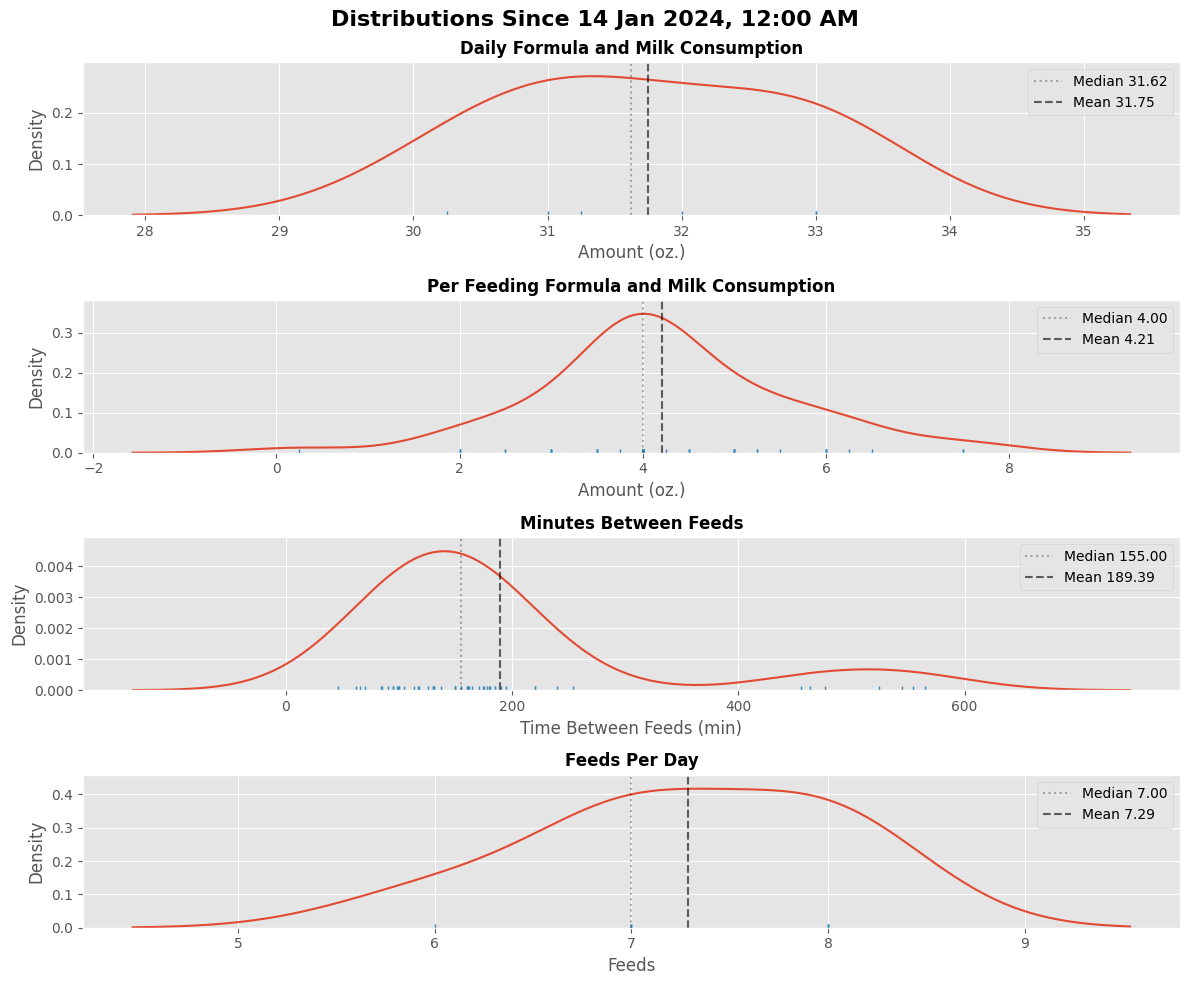 Distributions Since 14 Jan 2024, 12:00 AM
Daily Formula and Milk Consumption
Density
0.2
0.1
0.0
Median 31.62
Mean 31.75
28 29 30 31 32 33 34 35
Amount (oz.)
Per Feeding Formula and Milk Consumption
Density
0.3
0.2
0.1
0.0
Median 4.00
Mean 4.21
−2 0 2 4 6 8
Amount (oz.)
Minutes Between Feeds
Density
0.004
0.003
0.002
0.001
0.000
Median 155.00
Mean 189.39
0 200 400 600
Time Between Feeds (min)
Feeds Per Day
Density
0.4
0.3
0.2
0.1
0.0
Median 7.00
Mean 7.29
5 6 7 8 9
Feeds